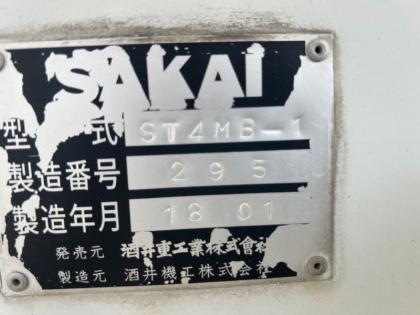 SAKAI
型式 ST4MB-1
製造番号 295
製造年月 18 01
発売元 酒井重工業株式會社
製造元 酒井機工株式会社